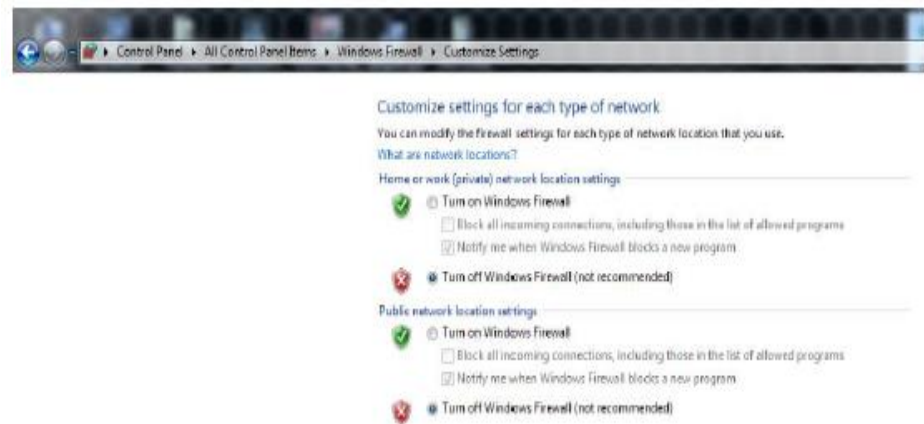 Control Panel ▸ All Control Panel Items ▸ Windows Firewall ▸ Customize Settings
Customize settings for each type of network
You can modify the firewall settings for each type of network location that you use.
What are network locations?
Home or work (private) network location settings
Turn on Windows Firewall
Block all incoming connections, including those in the list of allowed programs
Notify me when Windows Firewall blocks a new program
Turn off Windows Firewall (not recommended)
Public network location settings
Turn on Windows Firewall
Block all incoming connections, including those in the list of allowed programs
Notify me when Windows Firewall blocks a new program
Turn off Windows Firewall (not recommended)